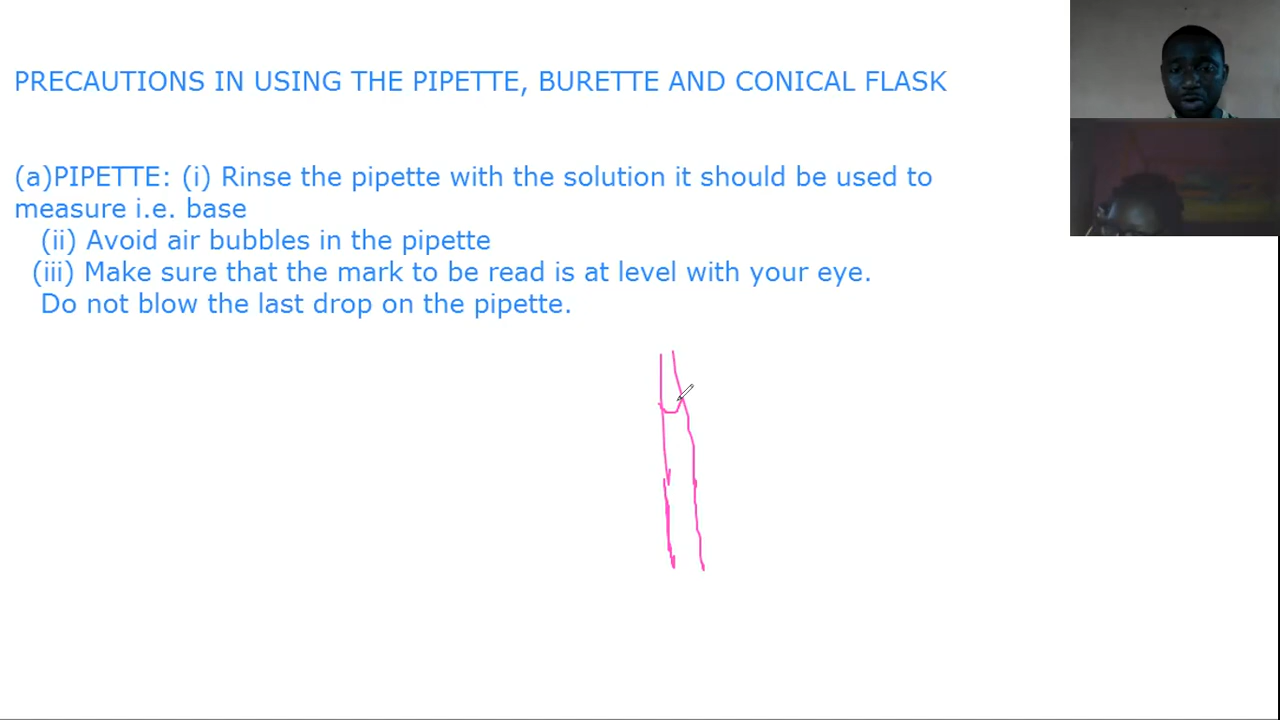 PRECAUTIONS IN USING THE PIPETTE, BURETTE AND CONICAL FLASK
(a)PIPETTE: (i) Rinse the pipette with the solution it should be used to
measure i.e. base
(ii) Avoid air bubbles in the pipette
(iii) Make sure that the mark to be read is at level with your eye.
Do not blow the last drop on the pipette.